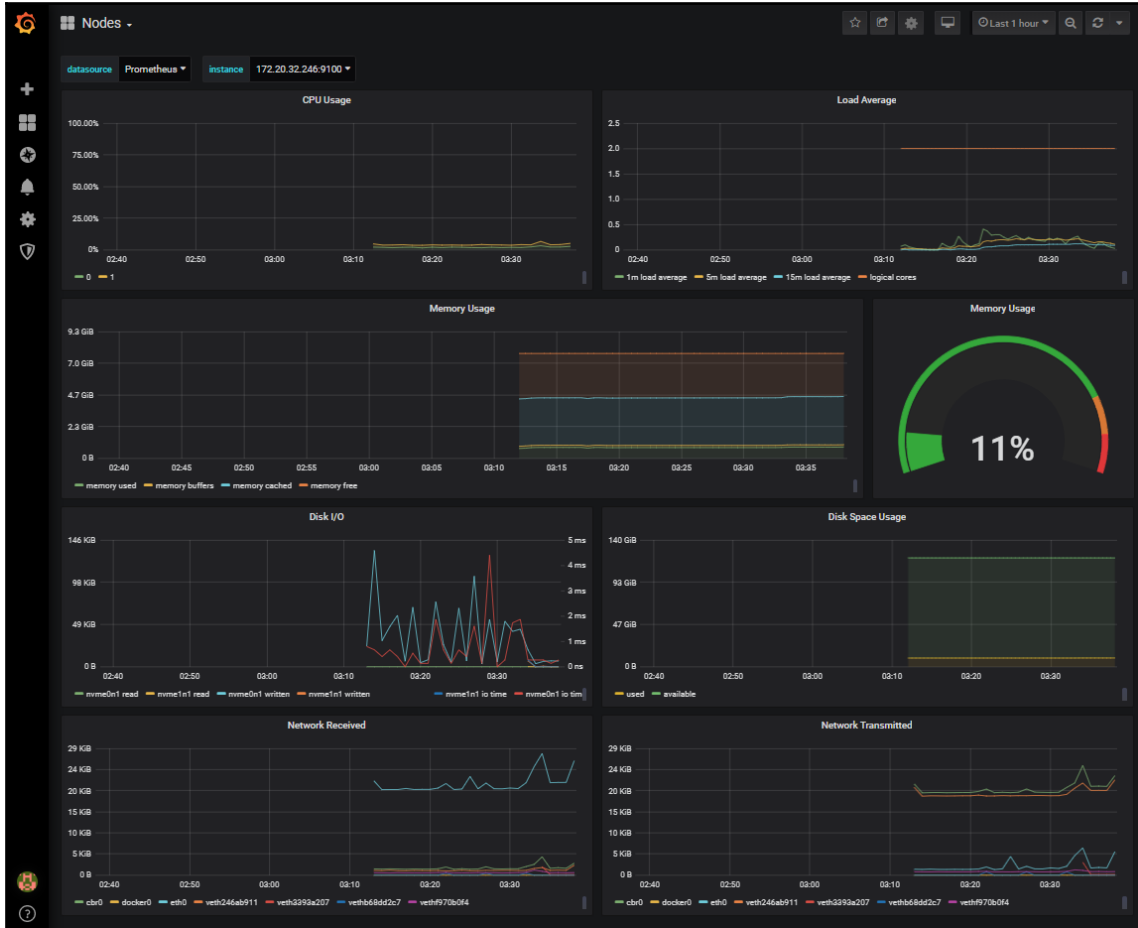 Nodes
Last 1 hour
datasource Prometheus instance 172.20.32.246:9100
CPU Usage
100.00%
75.00%
50.00%
25.00%
0%
02:40 02:50 03:00 03:10 03:20 03:30
0 1
Load Average
2.5
2.0
1.5
1.0
0.5
0
02:40 02:50 03:00 03:10 03:20 03:30
1m load average 5m load average 15m load average logical cores
Memory Usage
9.3 GiB
7.0 GiB
4.7 GiB
2.3 GiB
0 B
02:40 02:45 02:50 02:55 03:00 03:05 03:10 03:15 03:20 03:25 03:30 03:35
memory used memory buffers memory cached memory free
Memory Usage
11%
Disk I/O
146 KiB
98 KiB
49 KiB
0 B
5 ms
4 ms
3 ms
2 ms
1 ms
0 ms
02:40 02:50 03:00 03:10 03:20 03:30
nvme0n1 read nvme1n1 read nvme0n1 written nvme1n1 written nvme1n1 io time nvme0n1 io tim
Disk Space Usage
140 GiB
93 GiB
47 GiB
0 B
02:40 02:50 03:00 03:10 03:20 03:30
used available
Network Received
29 KiB
24 KiB
20 KiB
15 KiB
10 KiB
5 KiB
0 B
02:40 02:50 03:00 03:10 03:20 03:30
cbr0 docker0 eth0 veth246ab911 veth3393a207 vethb68dd2c7 vethf970b0f4
Network Transmitted
29 KiB
24 KiB
20 KiB
15 KiB
10 KiB
5 KiB
0 B
02:40 02:50 03:00 03:10 03:20 03:30
cbr0 docker0 eth0 veth246ab911 veth3393a207 vethb68dd2c7 vethf970b0f4